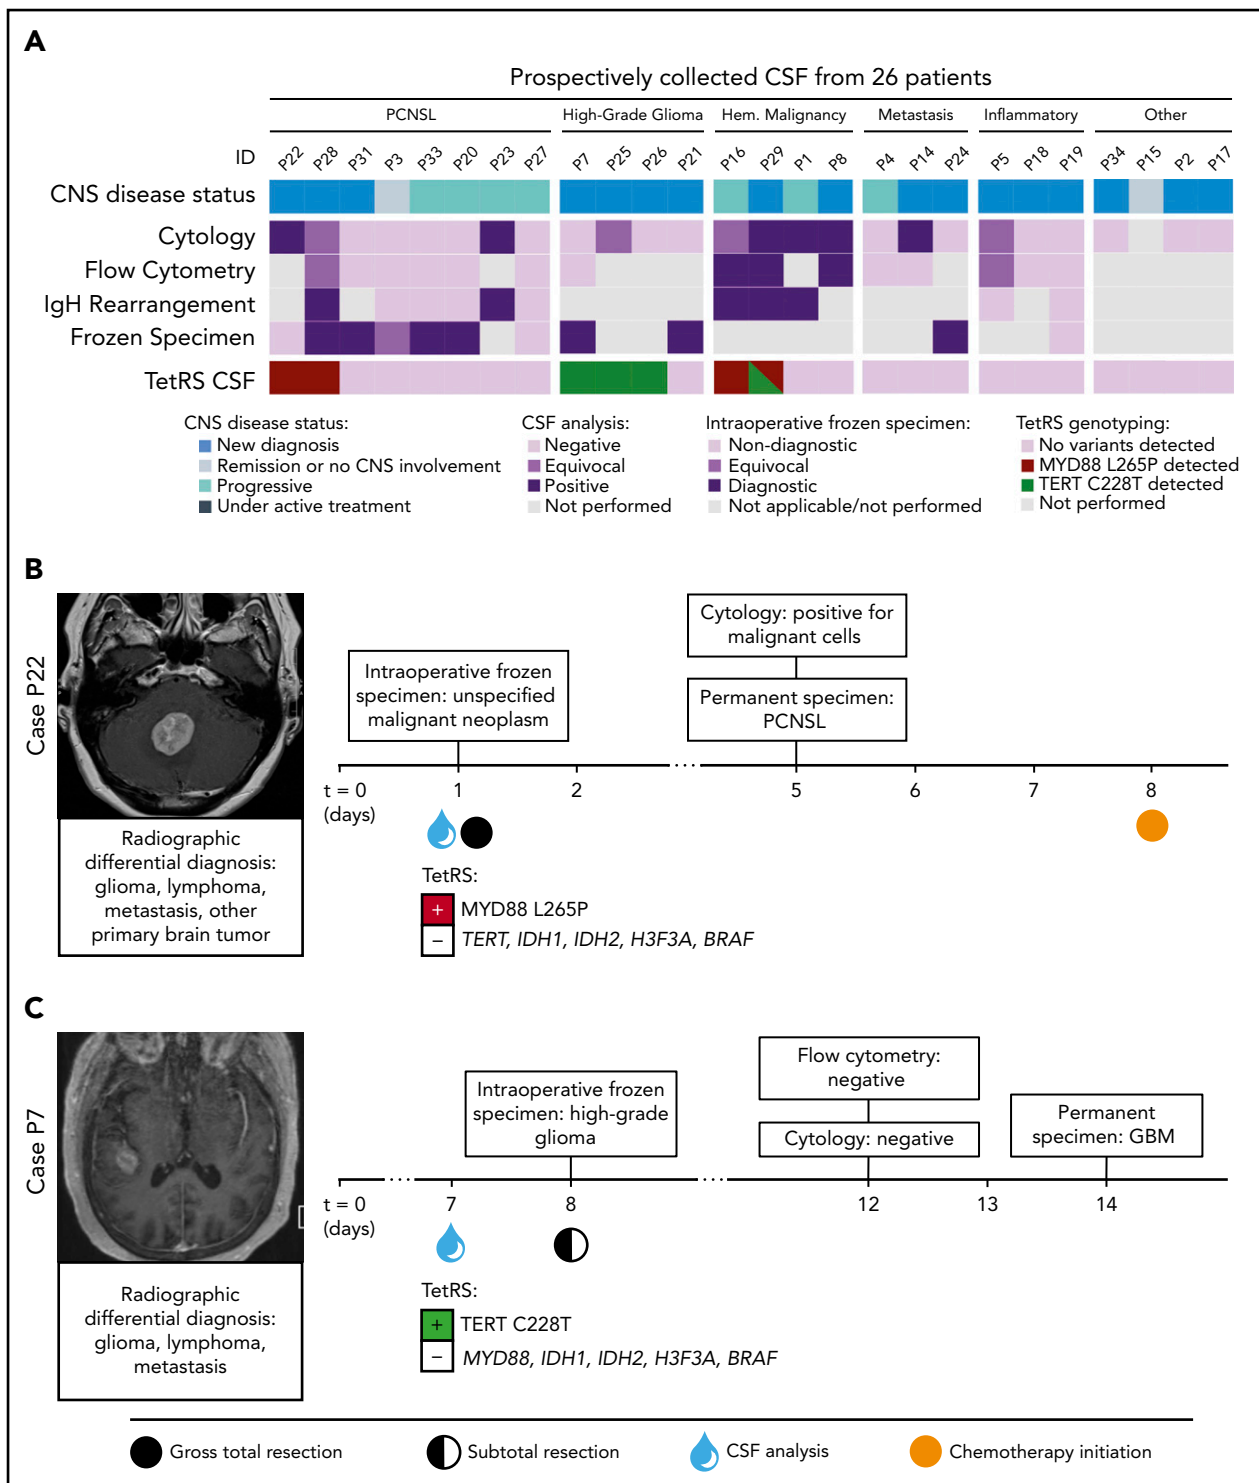 A
Prospectively collected CSF from 26 patients
PCNSL High-Grade Glioma Hem. Malignancy Metastasis Inflammatory Other
ID P22 P28 P31 P3 P33 P20 P23 P27 P7 P25 P26 P21 P16 P29 P1 P8 P4 P14 P24 P5 P18 P19 P34 P15 P2 P17
CNS disease status
Cytology
Flow Cytometry
IgH Rearrangement
Frozen Specimen
TetRS CSF
CNS disease status:
New diagnosis
Remission or no CNS involvement
Progressive
Under active treatment
CSF analysis:
Negative
Equivocal
Positive
Not performed
Intraoperative frozen specimen:
Non-diagnostic
Equivocal
Diagnostic
Not applicable/not performed
TetRS genotyping:
No variants detected
MYD88 L265P detected
TERT C228T detected
Not performed
B
Case P22
Radiographic
differential diagnosis:
glioma, lymphoma,
metastasis, other
primary brain tumor
Intraoperative frozen
specimen: unspecified
malignant neoplasm
Cytology: positive for
malignant cells
Permanent specimen:
PCNSL
t = 0 1 2 5 6 7 8
(days)
TetRS:
+ MYD88 L265P
– TERT, IDH1, IDH2, H3F3A, BRAF
C
Case P7
Radiographic
differential diagnosis:
glioma, lymphoma,
metastasis
Intraoperative frozen
specimen: high-grade
glioma
Flow cytometry:
negative
Cytology: negative
Permanent
specimen: GBM
t = 0 7 8 12 13 14
(days)
TetRS:
+ TERT C228T
– MYD88, IDH1, IDH2, H3F3A, BRAF
Gross total resection Subtotal resection CSF analysis Chemotherapy initiation